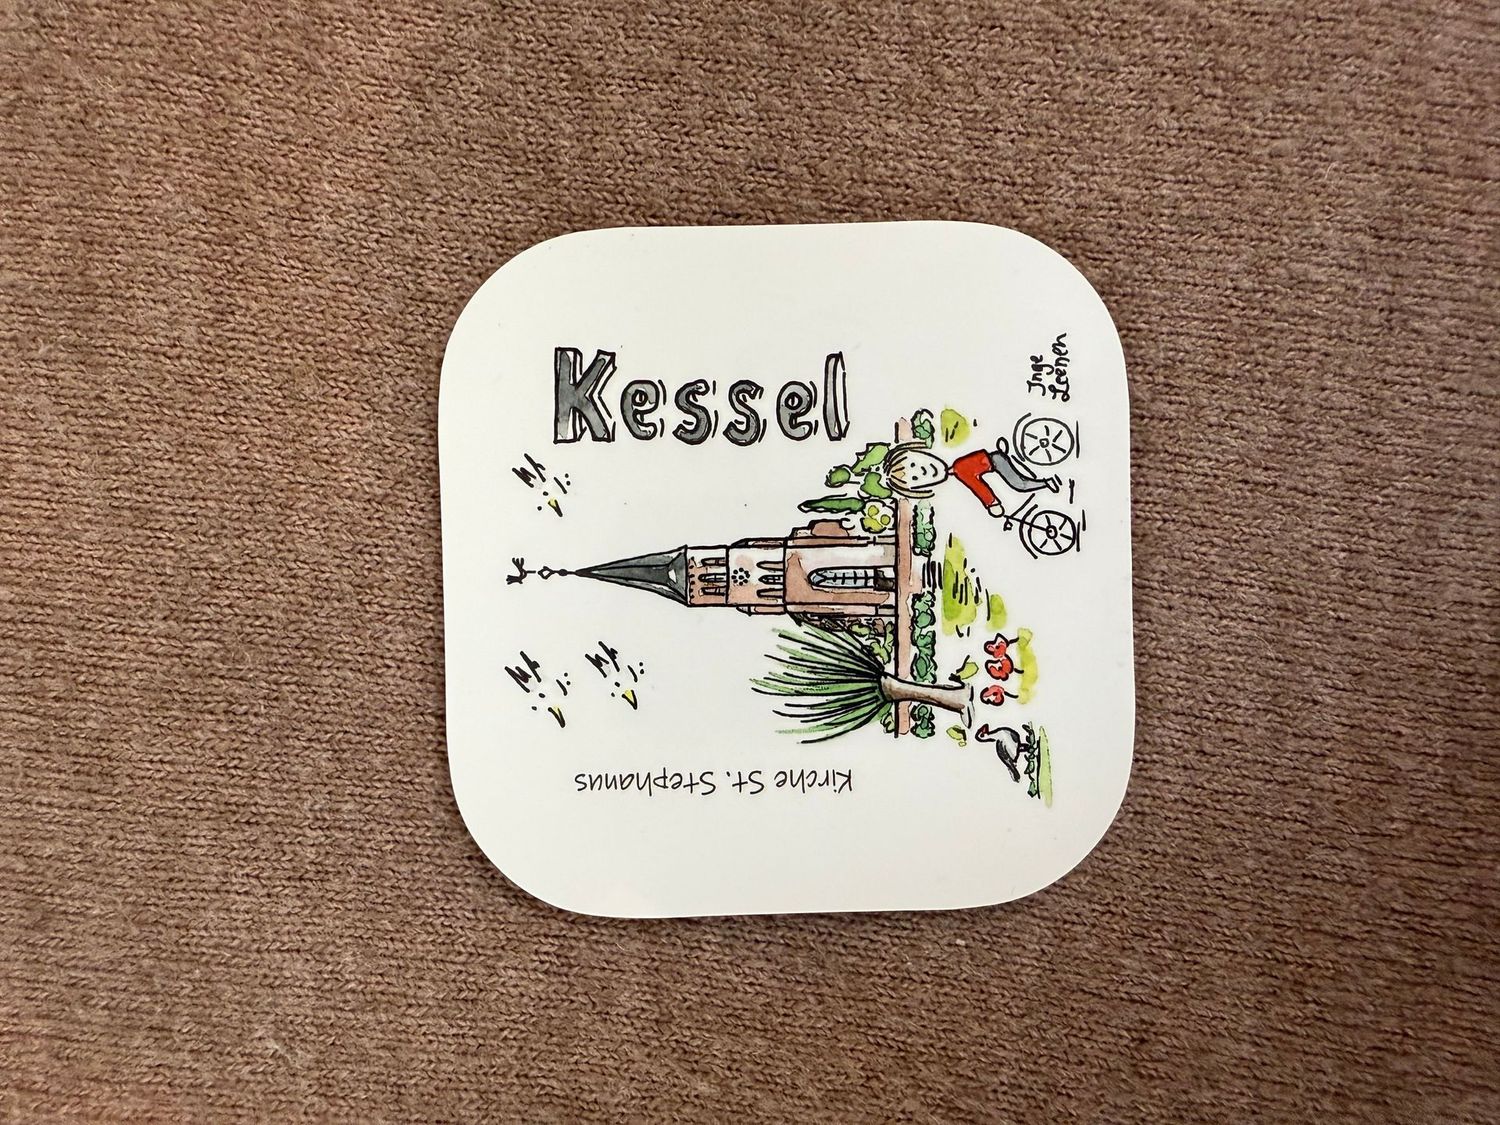 Kessel
Kirche St. Stephanus
Inge
Leenen